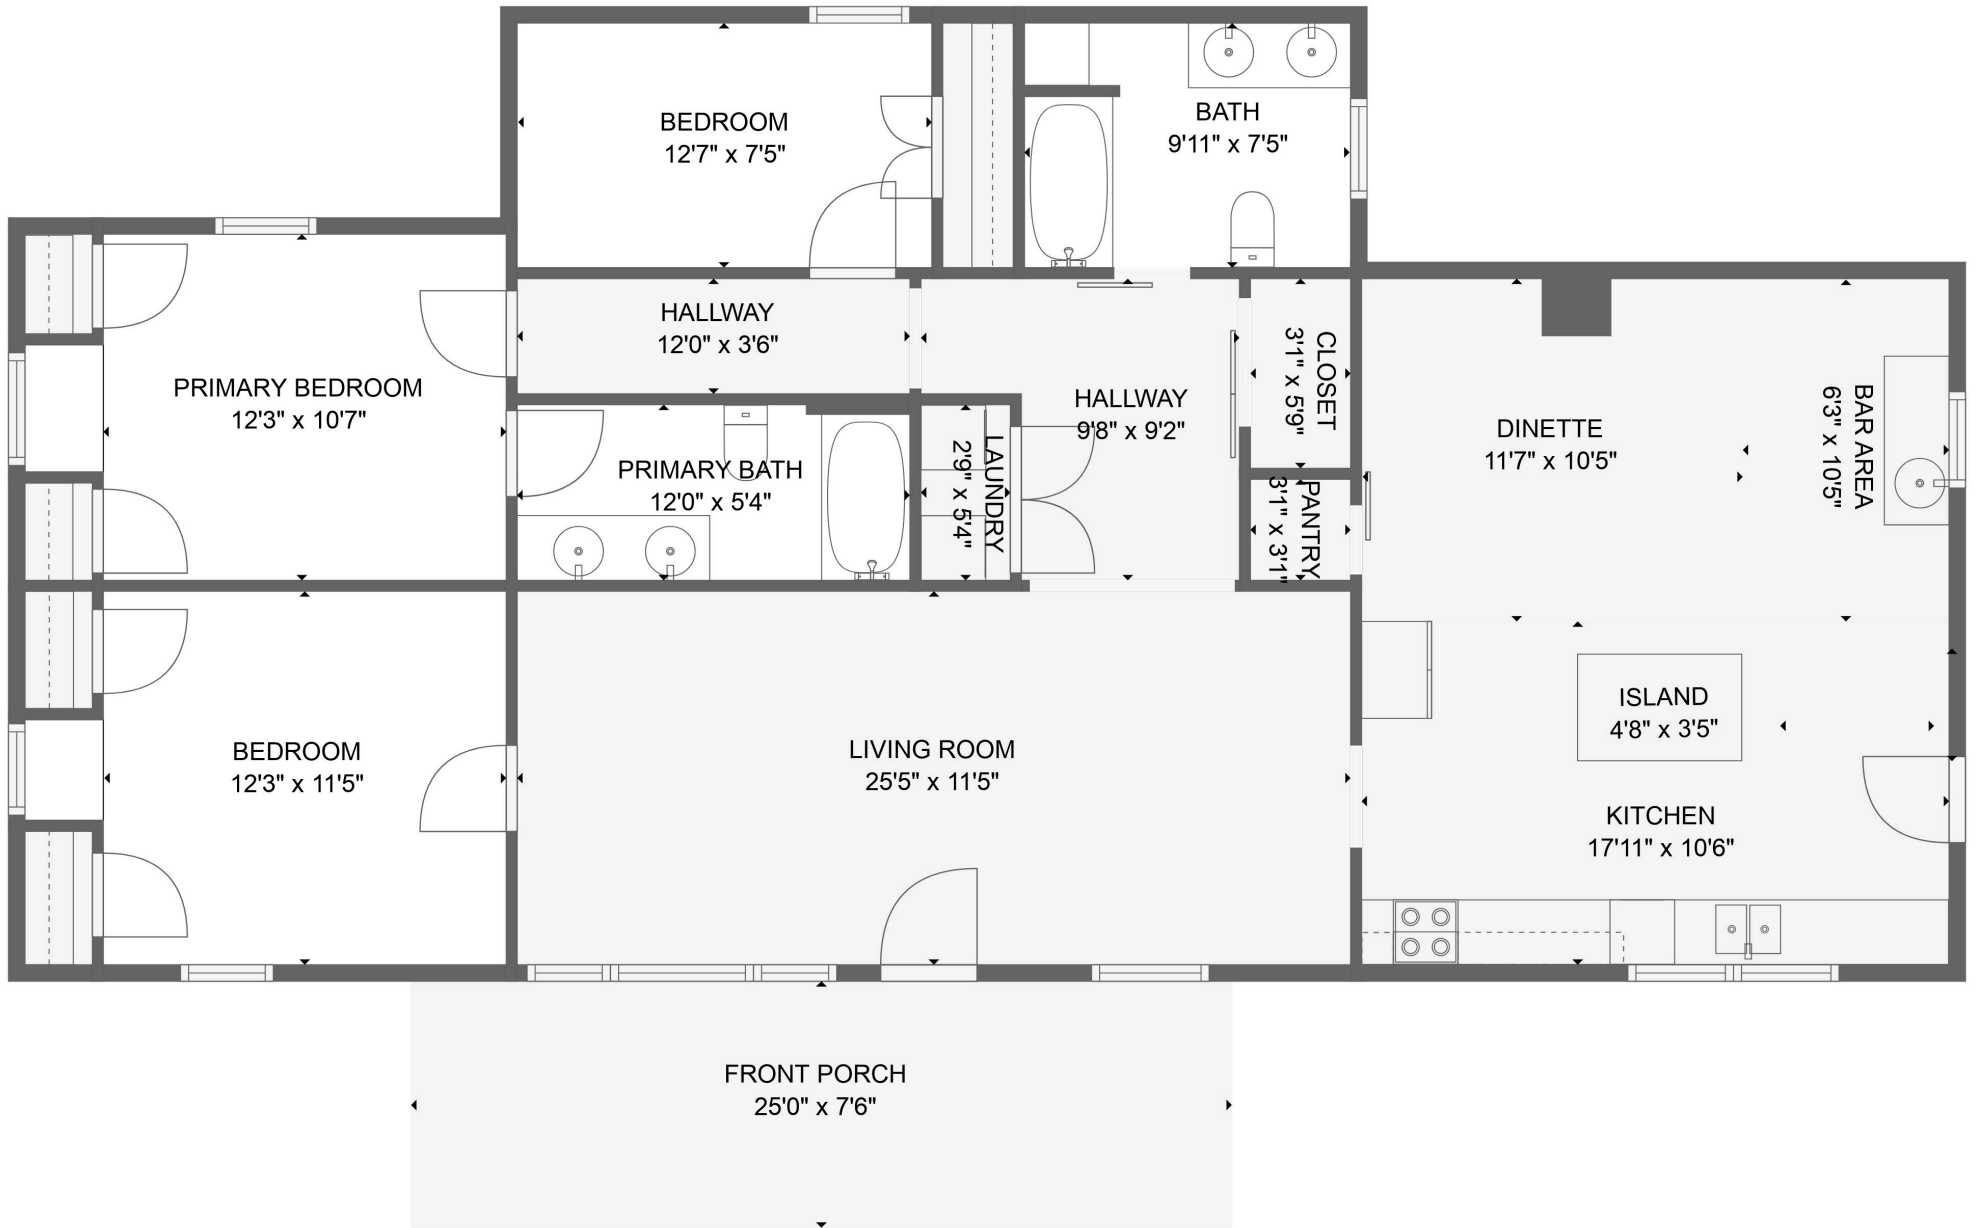 BEDROOM
12'7" x 7'5"
BATH
9'11" x 7'5"
HALLWAY
12'0" x 3'6"
PRIMARY BEDROOM
12'3" x 10'7"
HALLWAY
9'8" x 9'2"
CLOSET
3'1" x 5'9"
DINETTE
11'7" x 10'5"
BAR AREA
6'3" x 10'5"
PRIMARY BATH
12'0" x 5'4"
LAUNDRY
2'9" x 5'4"
PANTRY
3'1" x 3'1"
ISLAND
4'8" x 3'5"
BEDROOM
12'3" x 11'5"
LIVING ROOM
25'5" x 11'5"
KITCHEN
17'11" x 10'6"
FRONT PORCH
25'0" x 7'6"